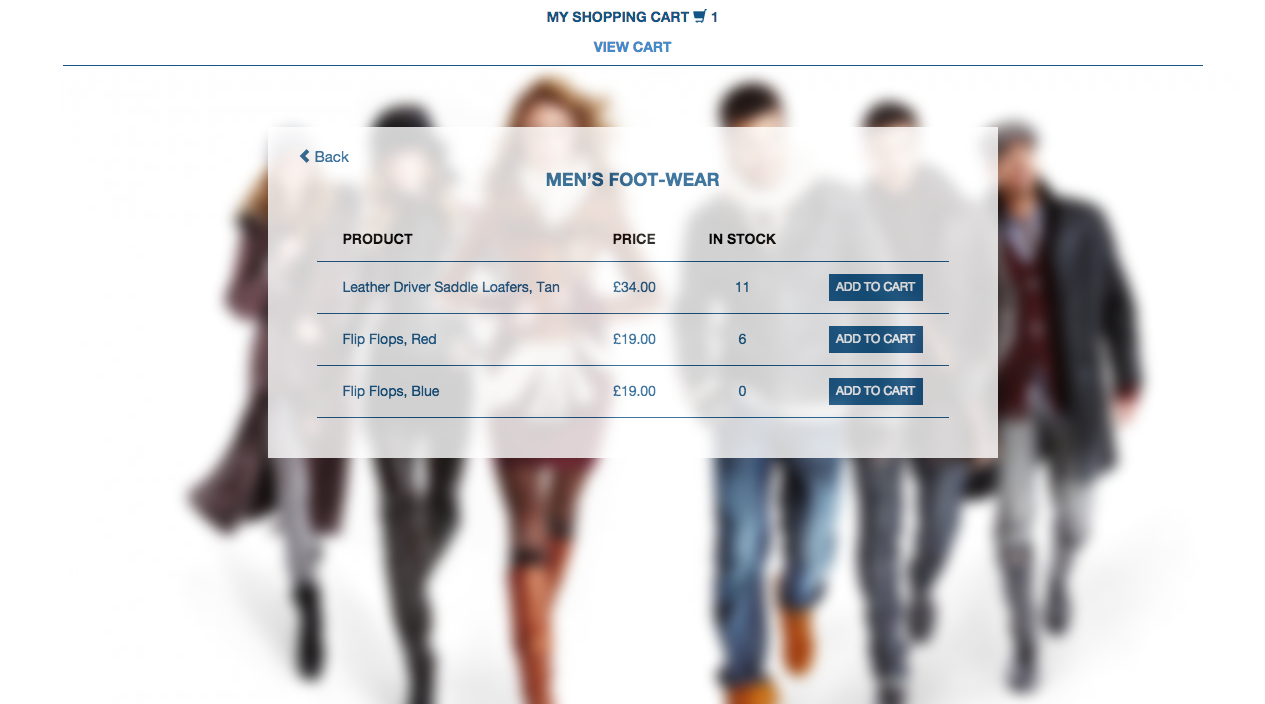 MY SHOPPING CART 1
VIEW CART
Back
MEN'S FOOT-WEAR
PRODUCT PRICE IN STOCK
Leather Driver Saddle Loafers, Tan £34.00 11 ADD TO CART
Flip Flops, Red £19.00 6 ADD TO CART
Flip Flops, Blue £19.00 0 ADD TO CART